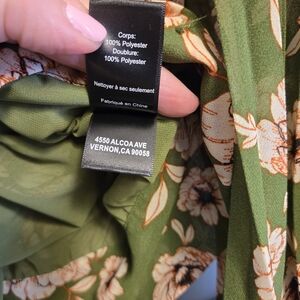 Corps:
100% Polyester
Doublure:
100% Polyester
Nettoyer à sec seulement
Fabriqué en Chine
4550 ALCOA AVE
VERNON, CA 90058